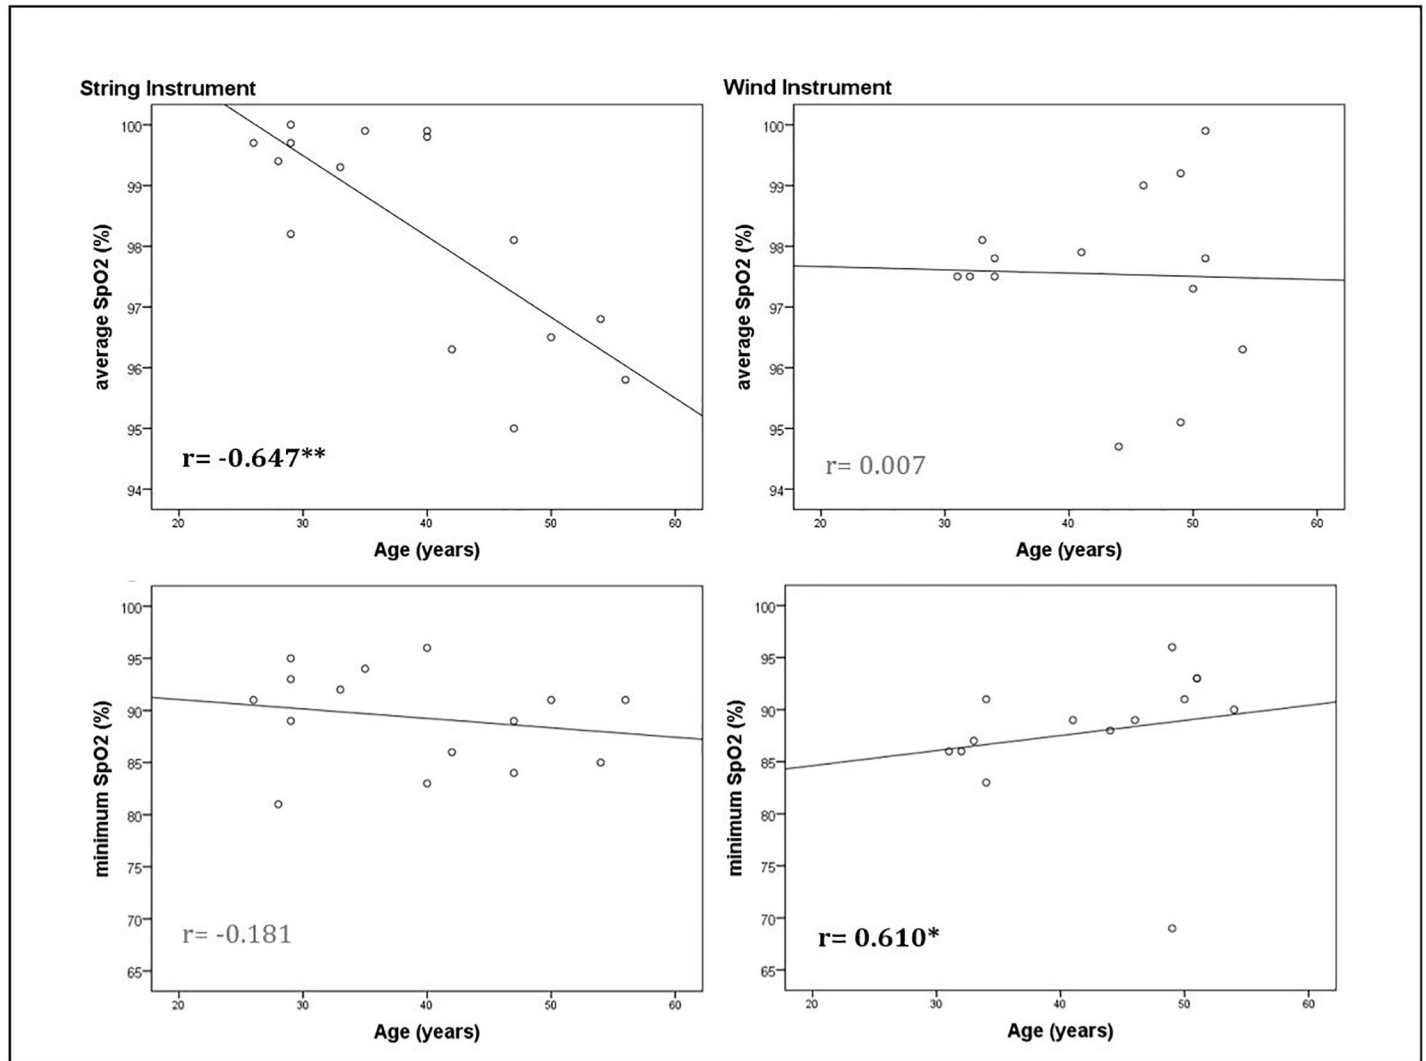 String Instrument
average SpO2 (%)
100
99
98
97
96
95
94
r= -0.647**
20 30 40 50 60
Age (years)
Wind Instrument
average SpO2 (%)
100
99
98
97
96
95
94
r= 0.007
20 30 40 50 60
Age (years)
minimum SpO2 (%)
100
95
90
85
80
75
70
65
r= -0.181
20 30 40 50 60
Age (years)
minimum SpO2 (%)
100
95
90
85
80
75
70
65
r= 0.610*
20 30 40 50 60
Age (years)